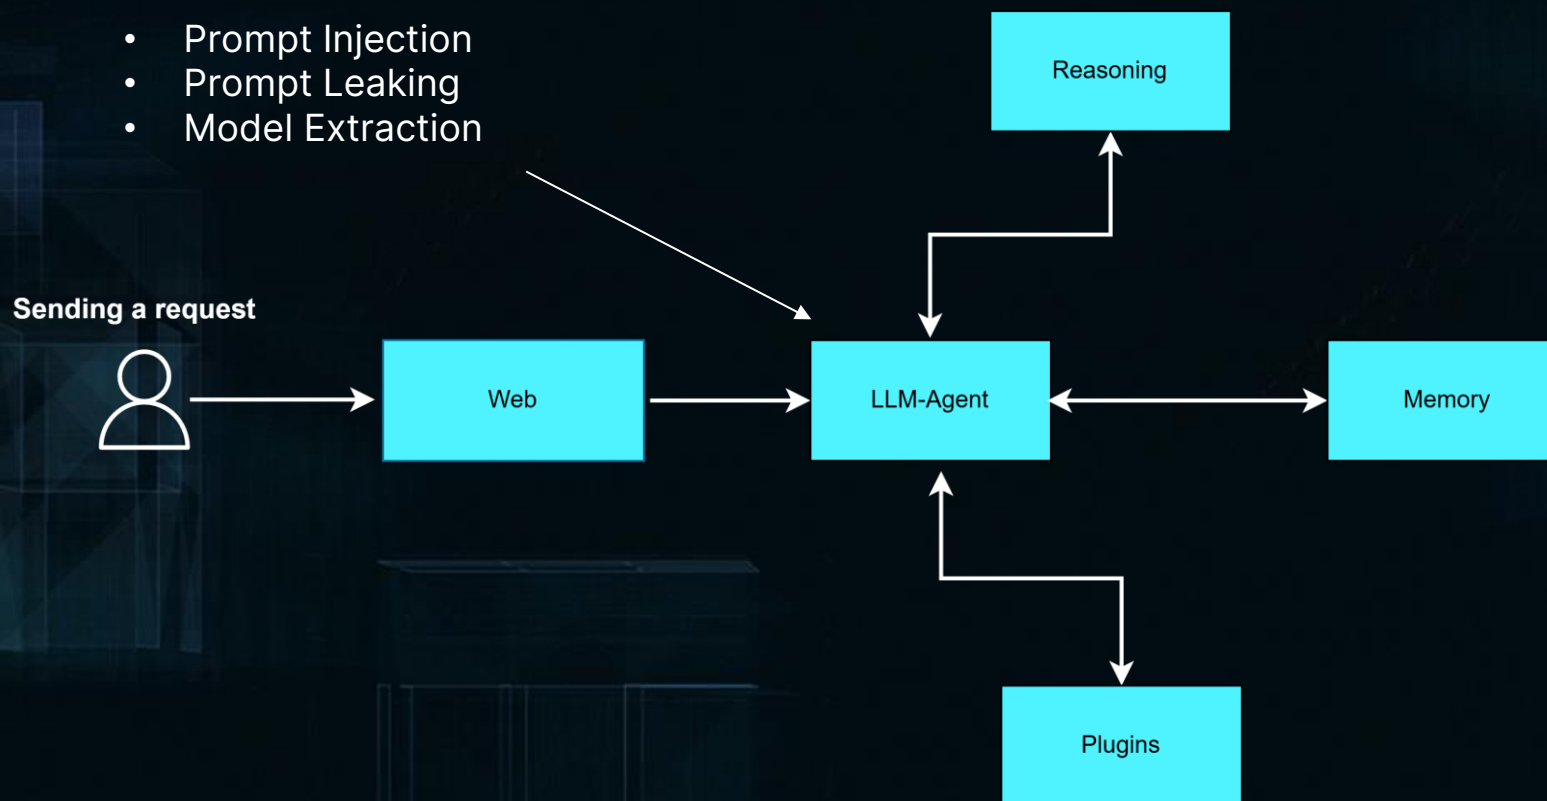 • Prompt Injection
• Prompt Leaking
• Model Extraction
Reasoning
Sending a request
Web
LLM-Agent
Memory
Plugins